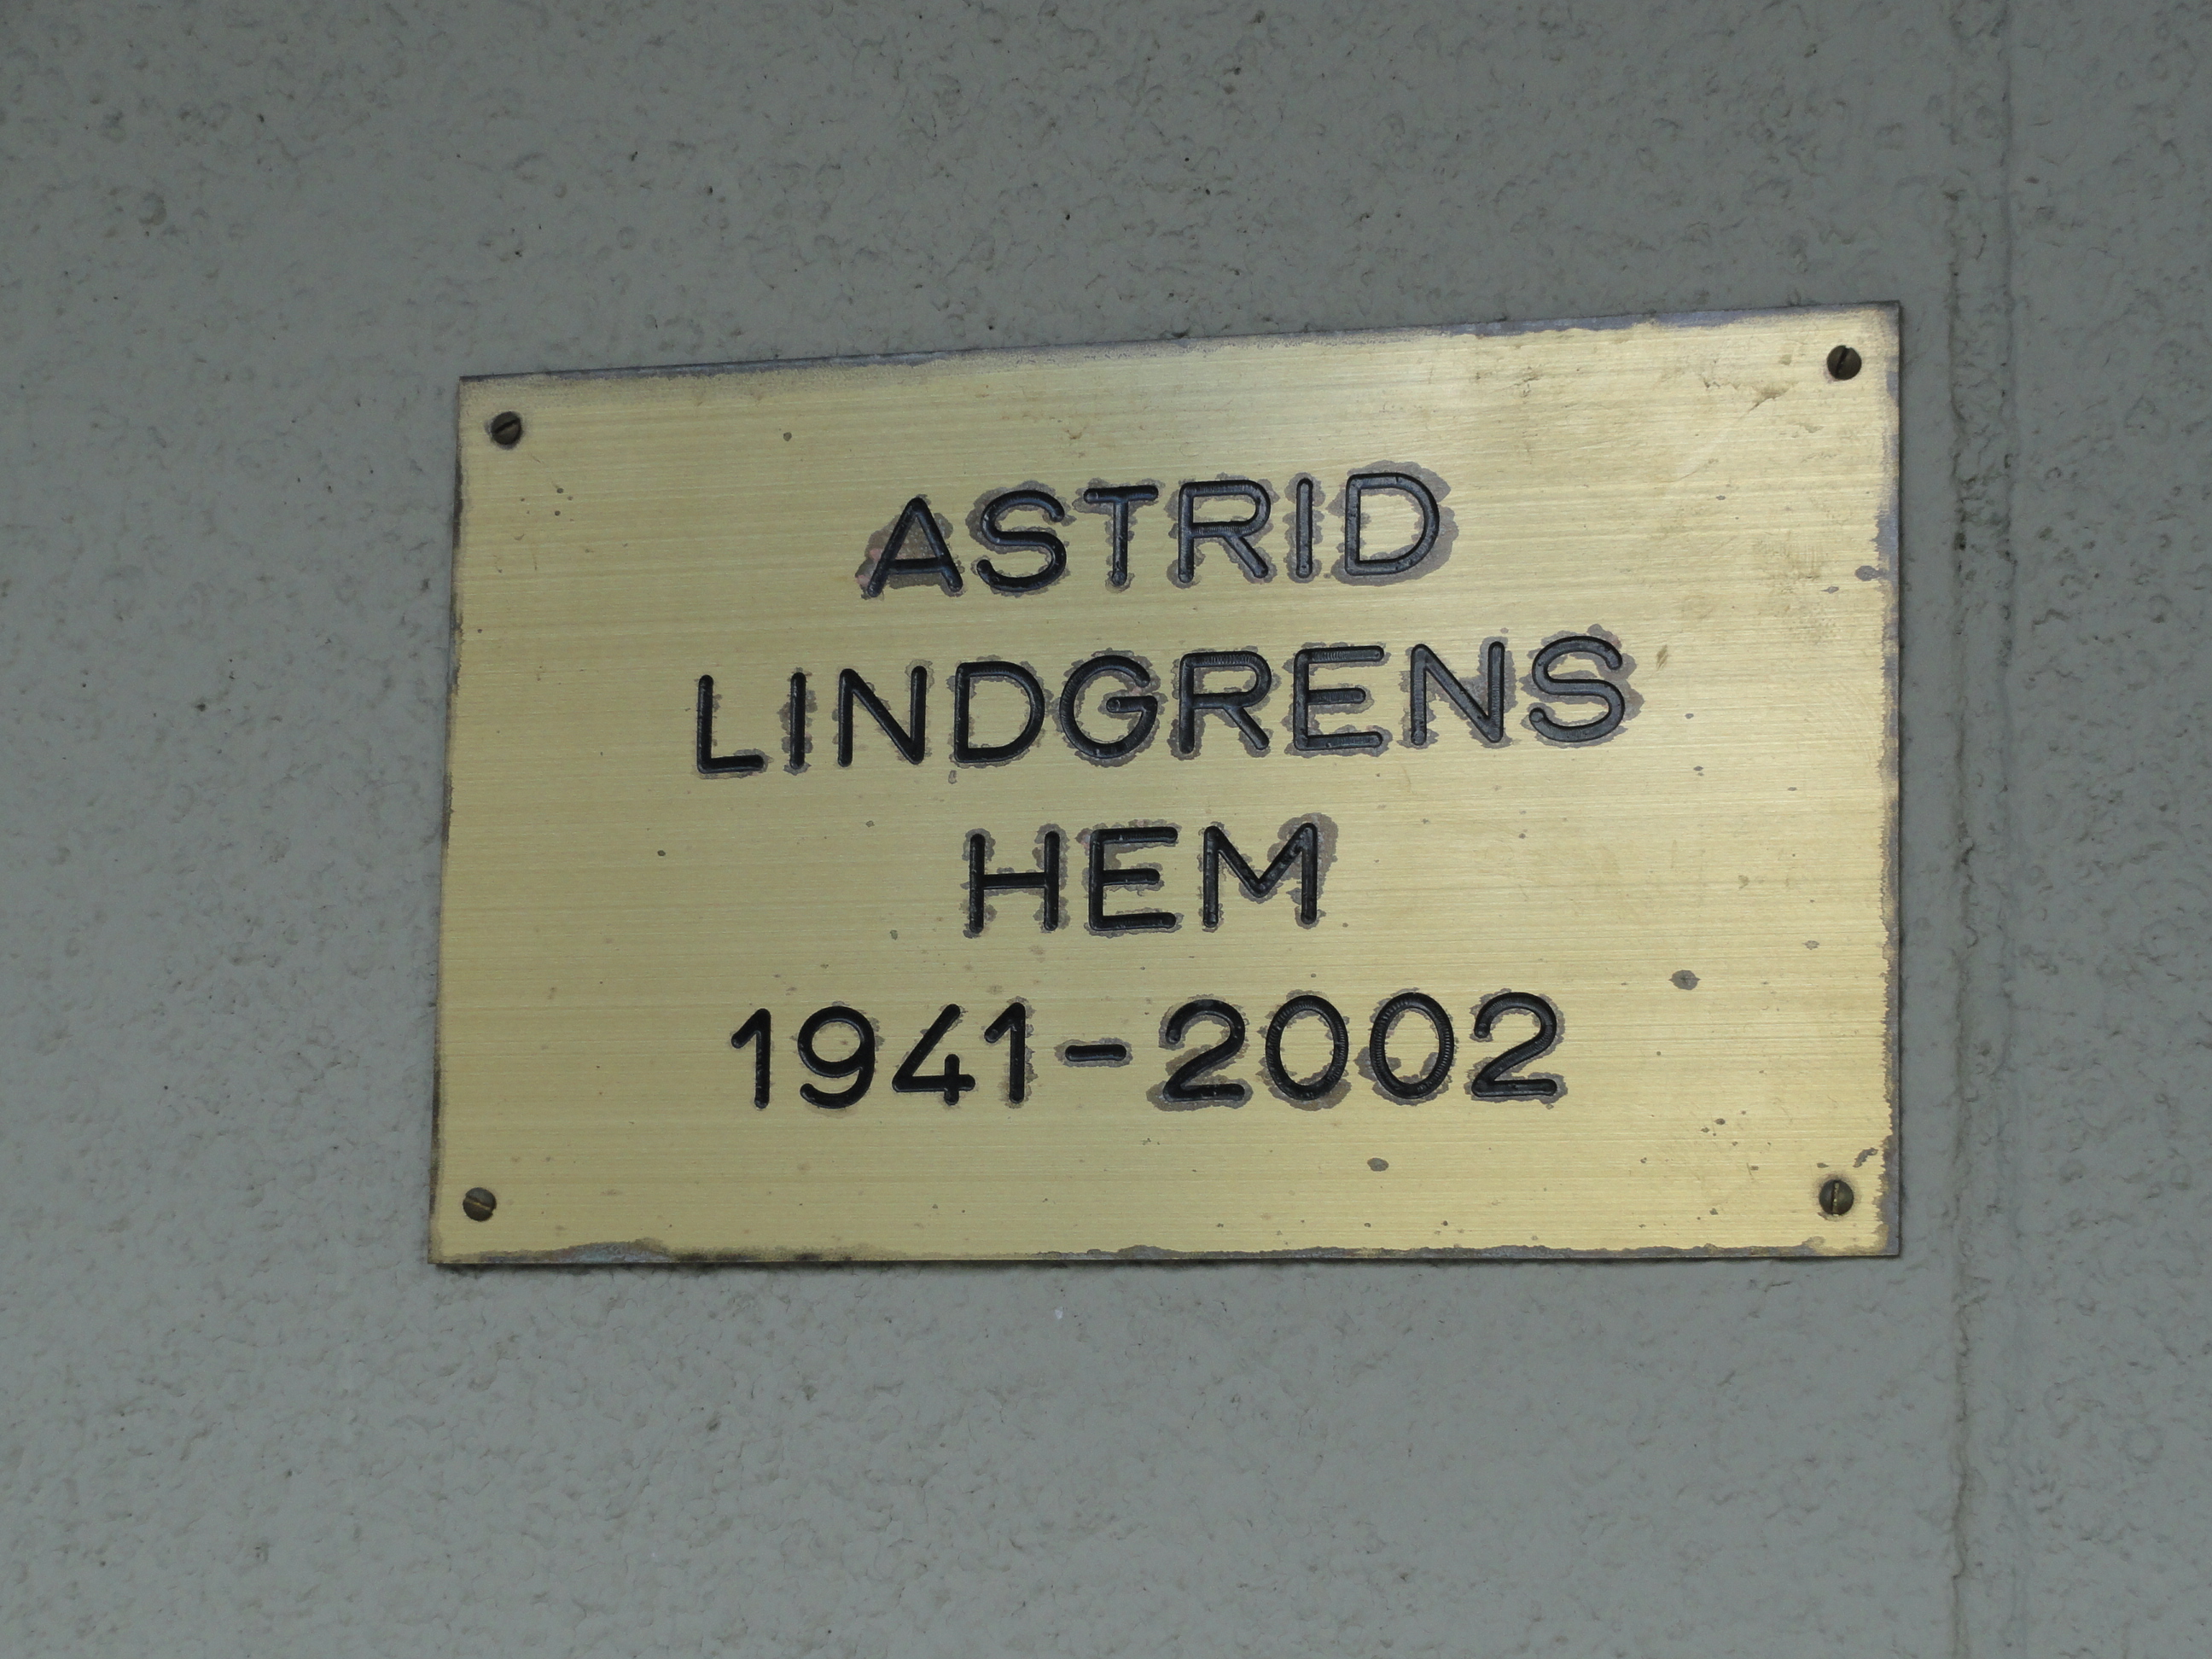 ASTRID
LINDGRENS
HEM
1941-2002